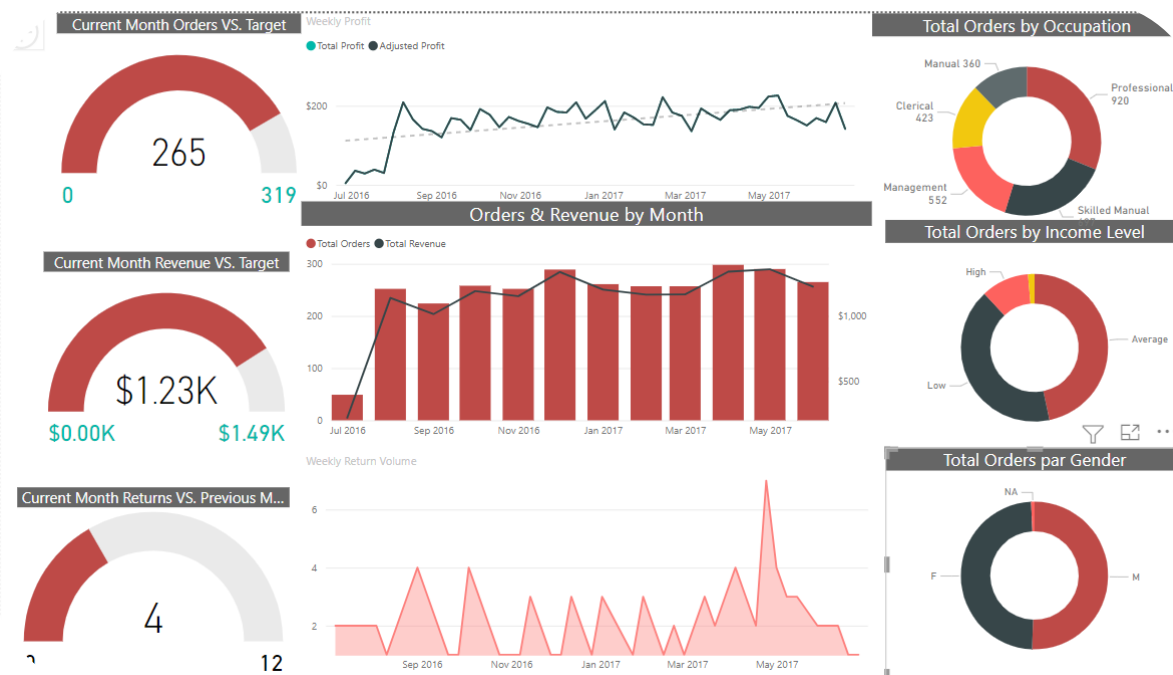 Current Month Orders VS. Target
265
0
319
Current Month Revenue VS. Target
$1.23K
$0.00K
$1.49K
Current Month Returns VS. Previous M...
4
12
Weekly Profit
Total Profit Adjusted Profit
$200
$0
Jul 2016 Sep 2016 Nov 2016 Jan 2017 Mar 2017 May 2017
Orders & Revenue by Month
Total Orders Total Revenue
300
200
100
0
$1,000
$500
Jul 2016 Sep 2016 Nov 2016 Jan 2017 Mar 2017 May 2017
Weekly Return Volume
6
4
2
Sep 2016 Nov 2016 Jan 2017 Mar 2017 May 2017
Total Orders by Occupation
Manual 360
Professional
920
Clerical
423
Management
552
Skilled Manual
Total Orders by Income Level
High
Average
Low
Total Orders par Gender
NA
F
M